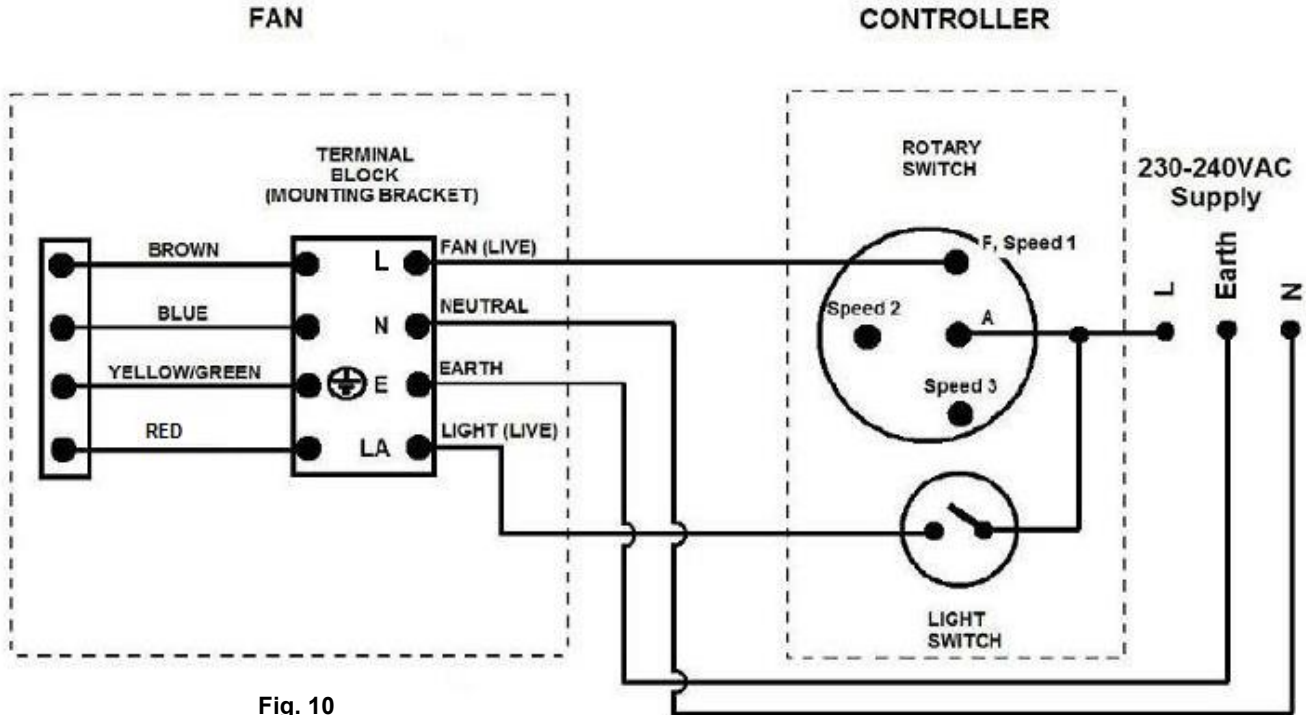 FAN
CONTROLLER
TERMINAL
BLOCK
(MOUNTING BRACKET)
BROWN
BLUE
YELLOW/GREEN
RED
L
N
E
LA
FAN (LIVE)
NEUTRAL
EARTH
LIGHT (LIVE)
ROTARY
SWITCH
F, Speed 1
Speed 2
A
Speed 3
LIGHT
SWITCH
230-240VAC
Supply
L
Earth
N
Fig. 10